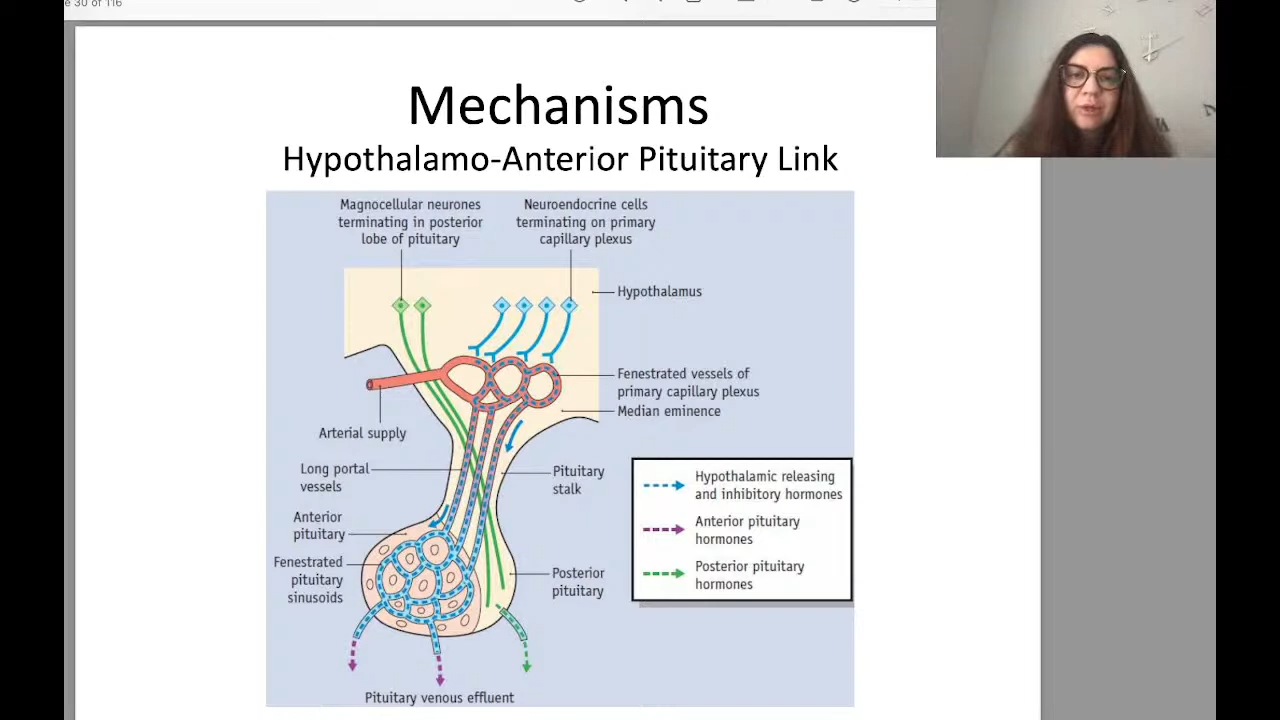 e 30 of 116
Mechanisms
Hypothalamo-Anterior Pituitary Link
Magnocellular neurones
terminating in posterior
lobe of pituitary
Neuroendocrine cells
terminating on primary
capillary plexus
Hypothalamus
Fenestrated vessels of
primary capillary plexus
Median eminence
Arterial supply
Long portal
vessels
Pituitary
stalk
Anterior
pituitary
Fenestrated
pituitary
sinusoids
Posterior
pituitary
Hypothalamic releasing
and inhibitory hormones
Anterior pituitary
hormones
Posterior pituitary
hormones
Pituitary venous effluent